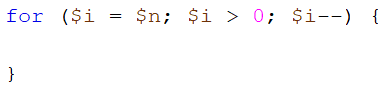 for ($i = $n; $i > 0; $i--) {
}